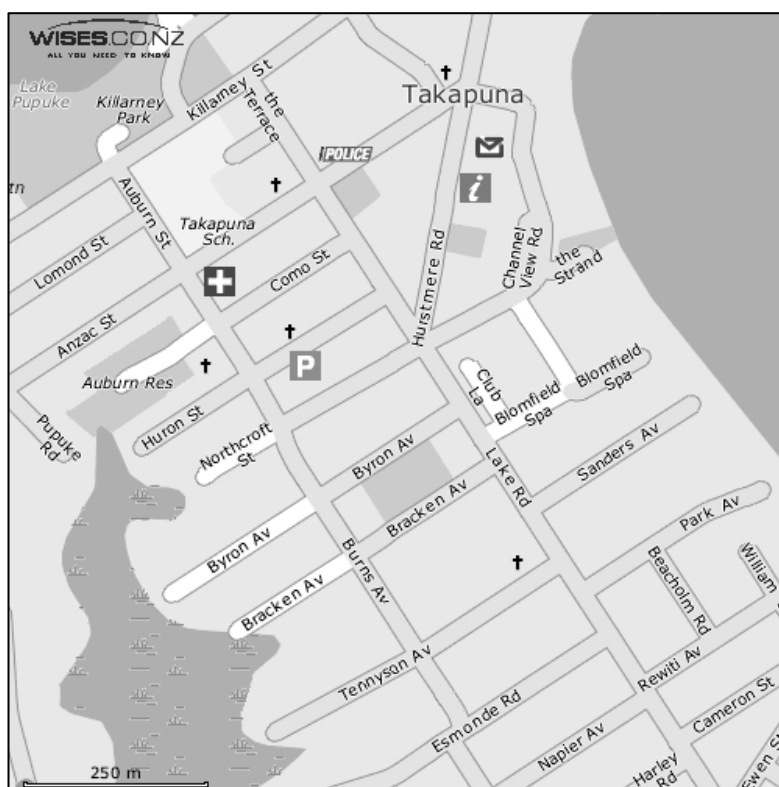 WISES.CO.NZ
ALL YOU NEED TO KNOW
Lake
Pupuke
Killarney
Park
Killarney St
the
Terrace
Takapuna
POLICE
i
tn
Auburn St
Takapuna
Sch.
Lomond St
Como St
Hurstmere Rd
Channel
View Rd
the
Strand
Anzac St
P
Auburn Res
Pupuke
Rd
Huron St
Northcroft
St
Club
La
Blomfield
Spa
Blomfield
Spa
Byron Av
Lake Rd
Sanders Av
Bracken Av
Park Av
Byron Av
Burns Av
Bracken Av
Beacholm
Rd
William
Tennyson Av
Rewiti Av
Esmonde Rd
Cameron St
Napier Av
Harley
Rd
Ewen St
250 m